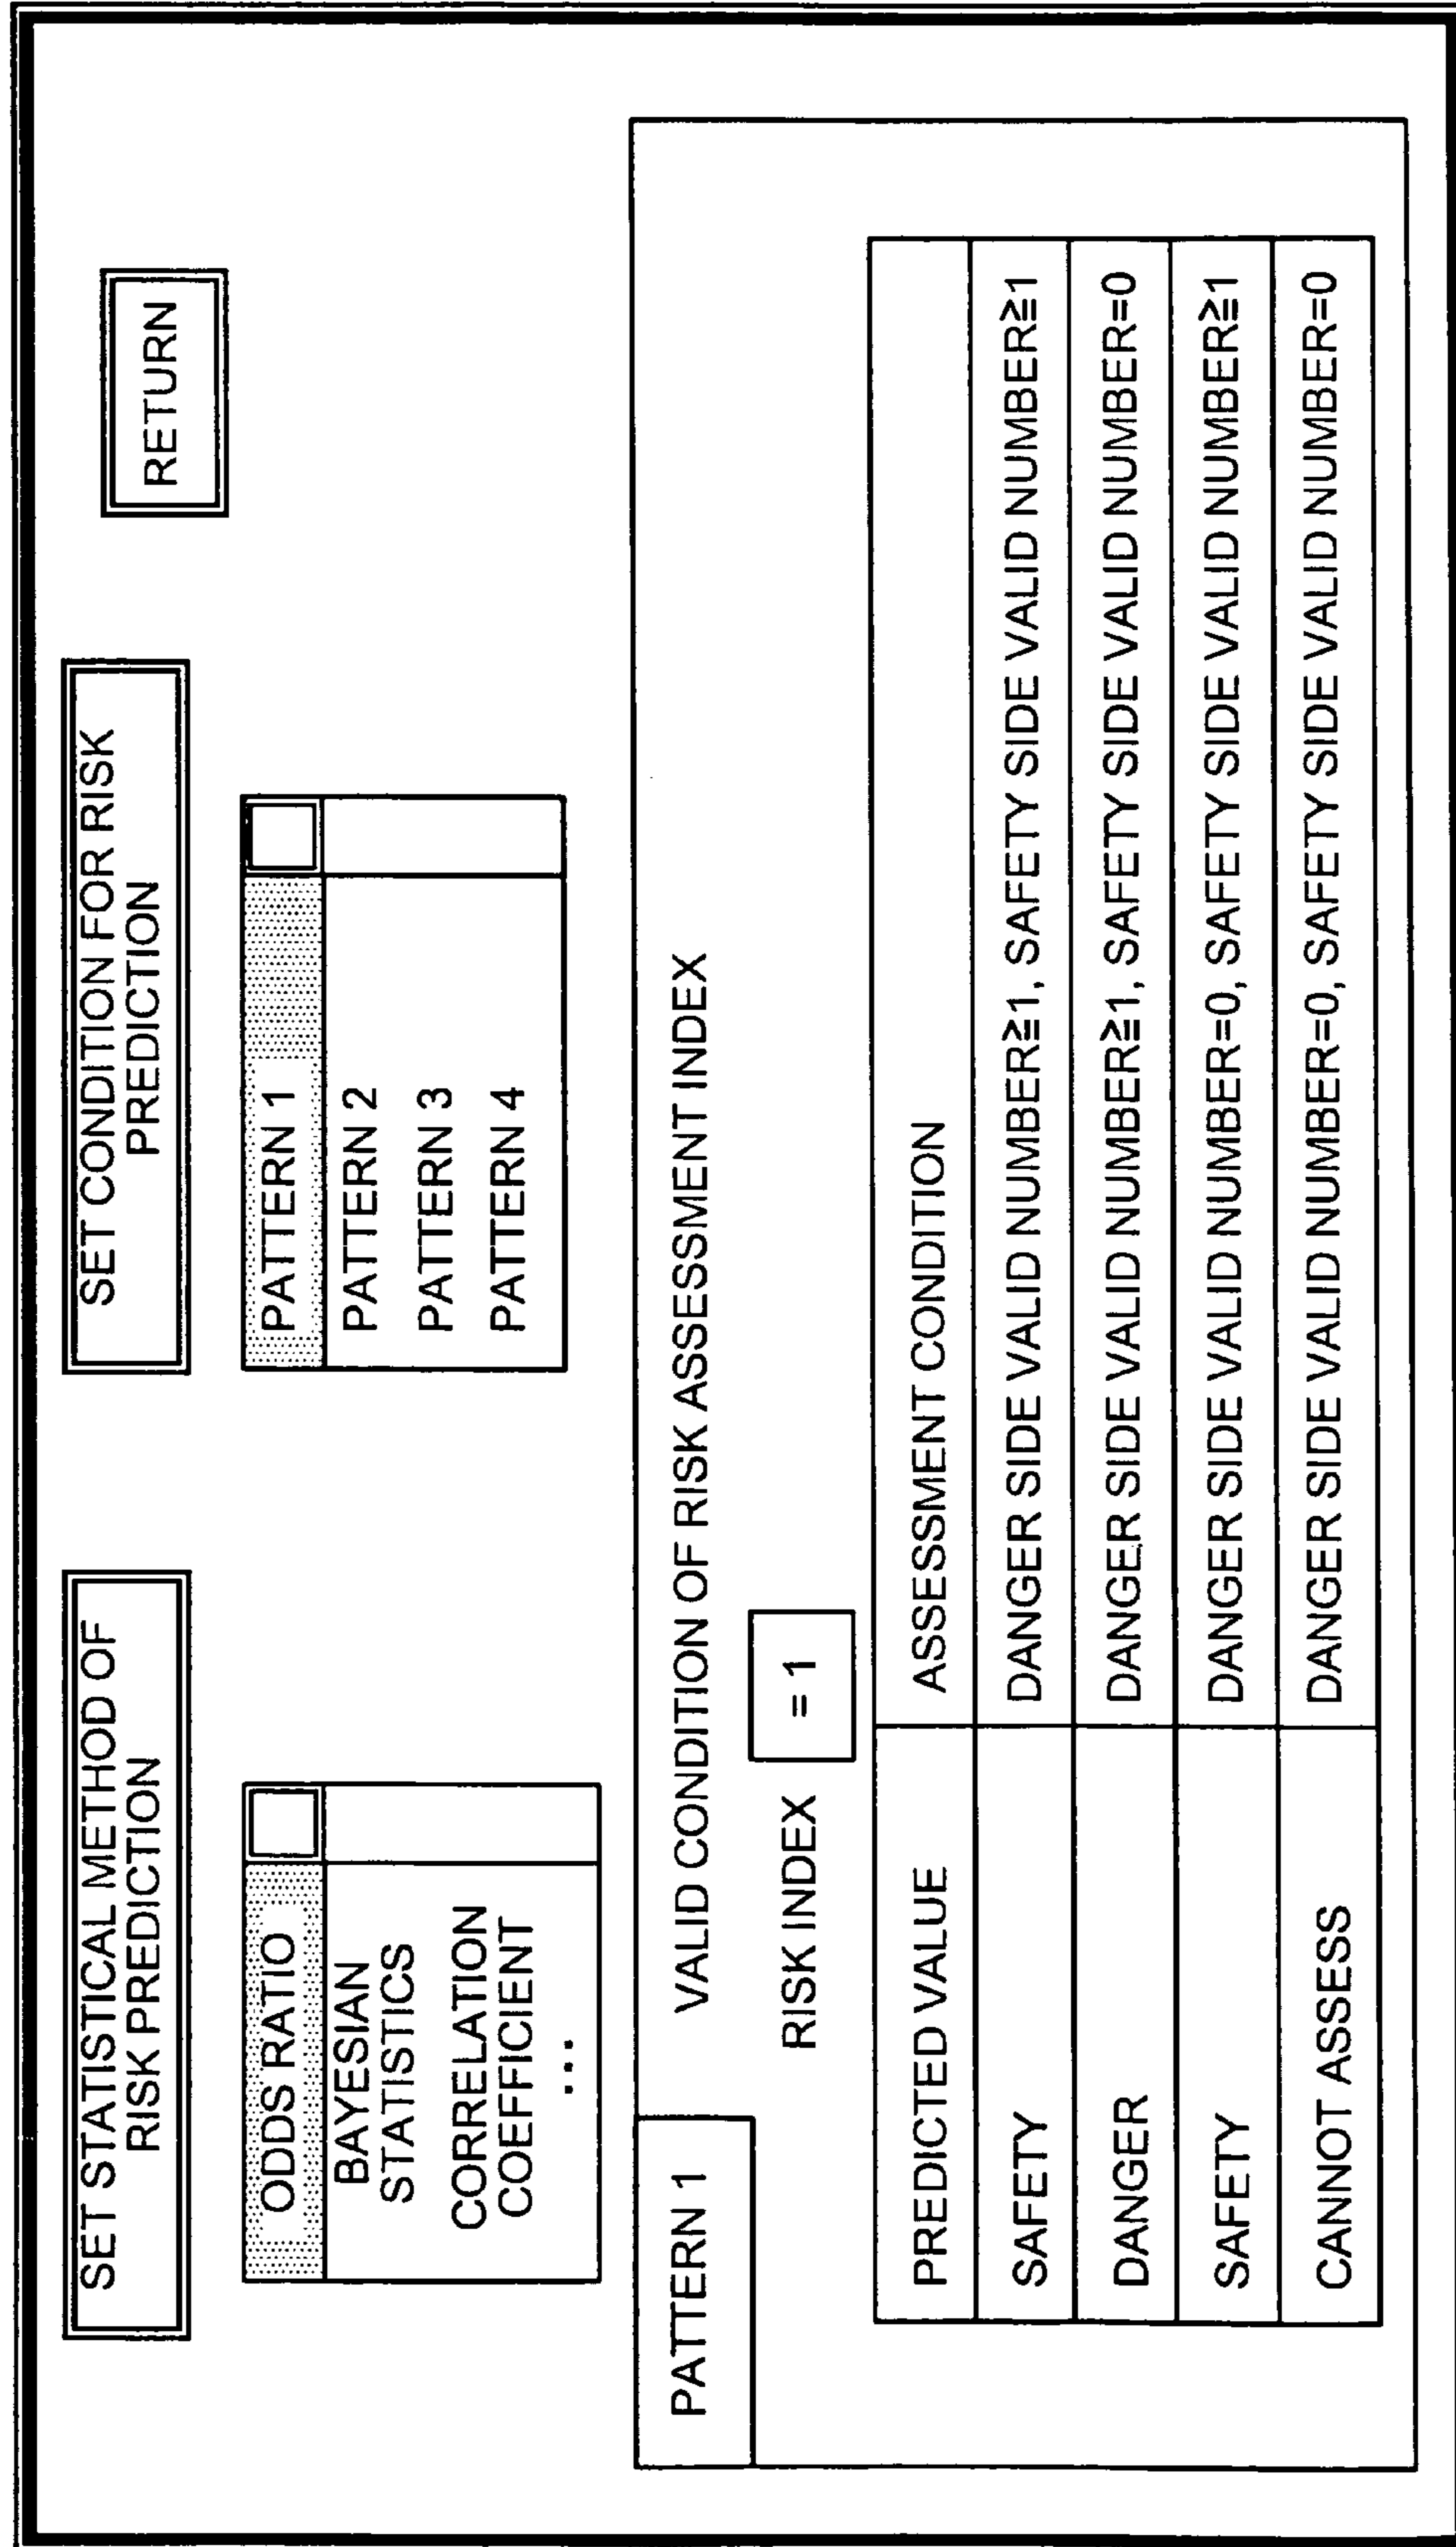 SET STATISTICAL METHOD OF
RISK PREDICTION
SET CONDITION FOR RISK
PREDICTION
RETURN
ODDS RATIO
BAYESIAN
STATISTICS
CORRELATION
COEFFICIENT
...
PATTERN 1
PATTERN 2
PATTERN 3
PATTERN 4
PATTERN 1
VALID CONDITION OF RISK ASSESSMENT INDEX
RISK INDEX = 1
PREDICTED VALUE ASSESSMENT CONDITION
SAFETY DANGER SIDE VALID NUMBER≧1, SAFETY SIDE VALID NUMBER≧1
DANGER DANGER SIDE VALID NUMBER≧1, SAFETY SIDE VALID NUMBER=0
SAFETY DANGER SIDE VALID NUMBER=0, SAFETY SIDE VALID NUMBER≧1
CANNOT ASSESS DANGER SIDE VALID NUMBER=0, SAFETY SIDE VALID NUMBER=0